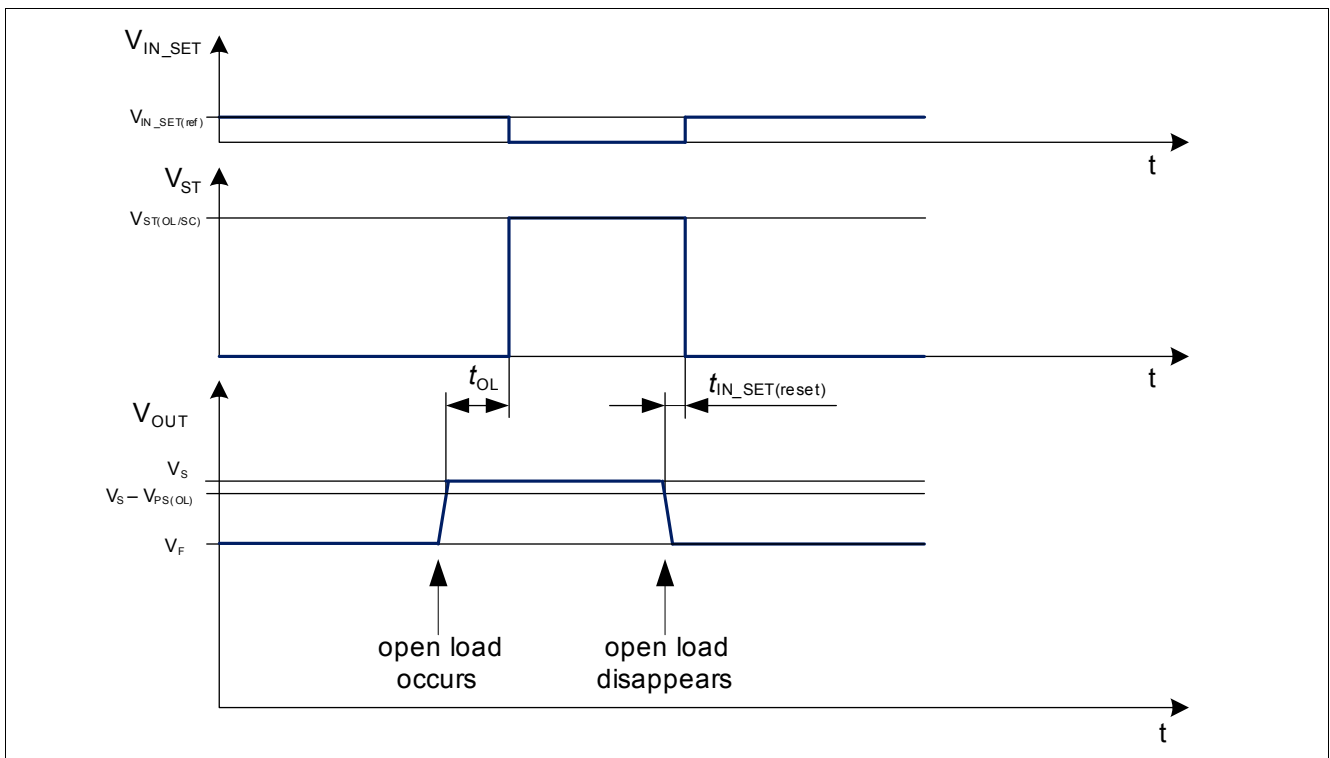 V_IN_SET
V_IN_SET(ref)
t
V_ST
V_ST(OL/SC)
t
t_OL
t_IN_SET(reset)
V_OUT
V_S
V_S – V_PS(OL)
V_F
open load
occurs
open load
disappears
t